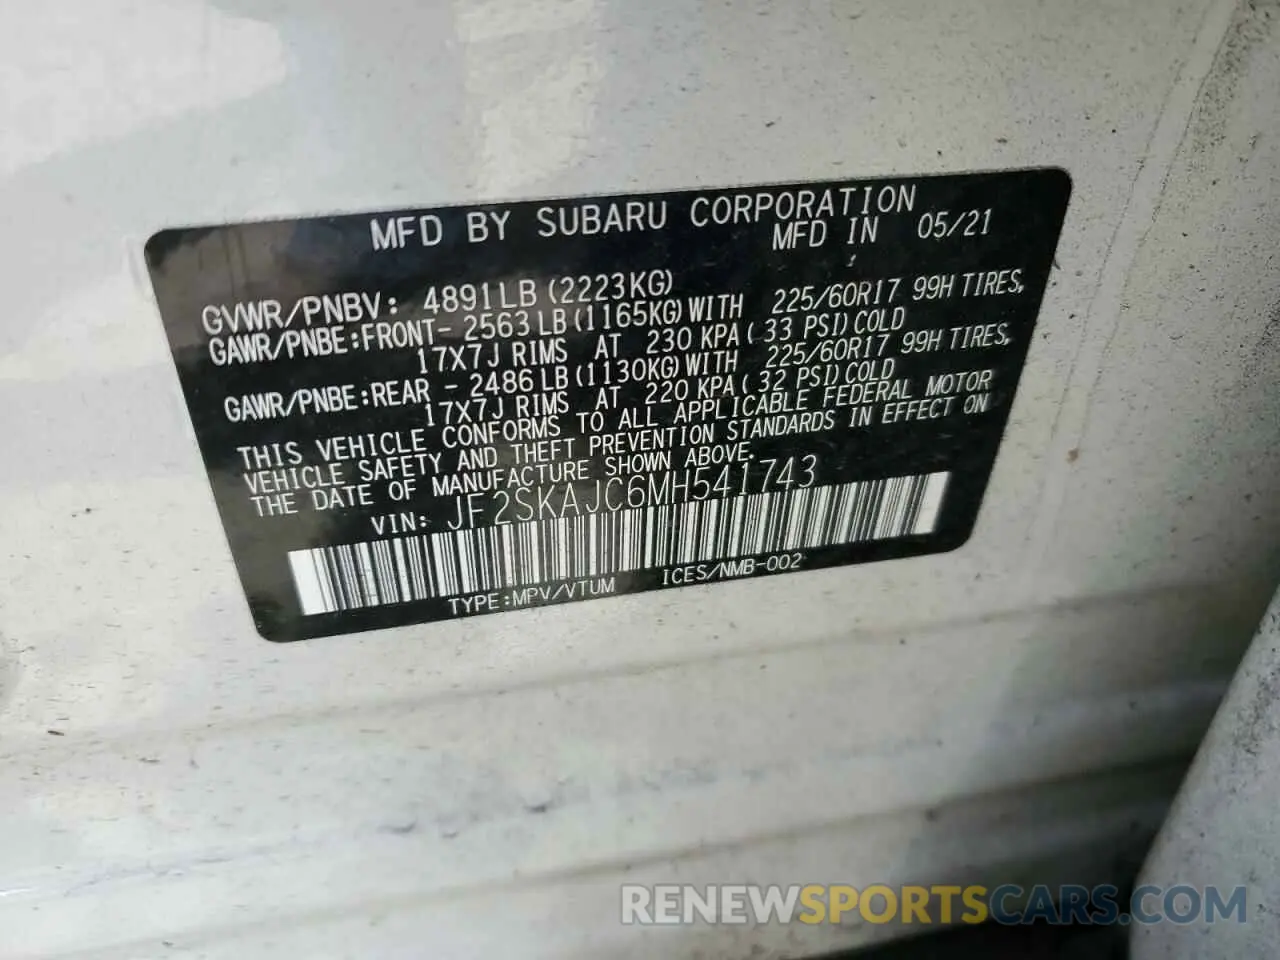 MFD BY SUBARU CORPORATION
MFD IN 05/21
GVWR/PNBV: 4891LB (2223KG)
GAWR/PNBE:FRONT- 2563LB(1165KG)WITH 225/60R17 99H TIRES,
17X7J RIMS AT 230 KPA( 33 PSI)COLD
GAWR/PNBE:REAR - 2486LB(1130KG)WITH 225/60R17 99H TIRES,
17X7J RIMS AT 220 KPA( 32 PSI)COLD
THIS VEHICLE CONFORMS TO ALL APPLICABLE FEDERAL MOTOR
VEHICLE SAFETY AND THEFT PREVENTION STANDARDS IN EFFECT ON
THE DATE OF MANUFACTURE SHOWN ABOVE.
VIN: JF2SKAJC6MH541743
TYPE:MPV/VTUM ICES/NMB-002
RENEWSPORTSCARS.COM